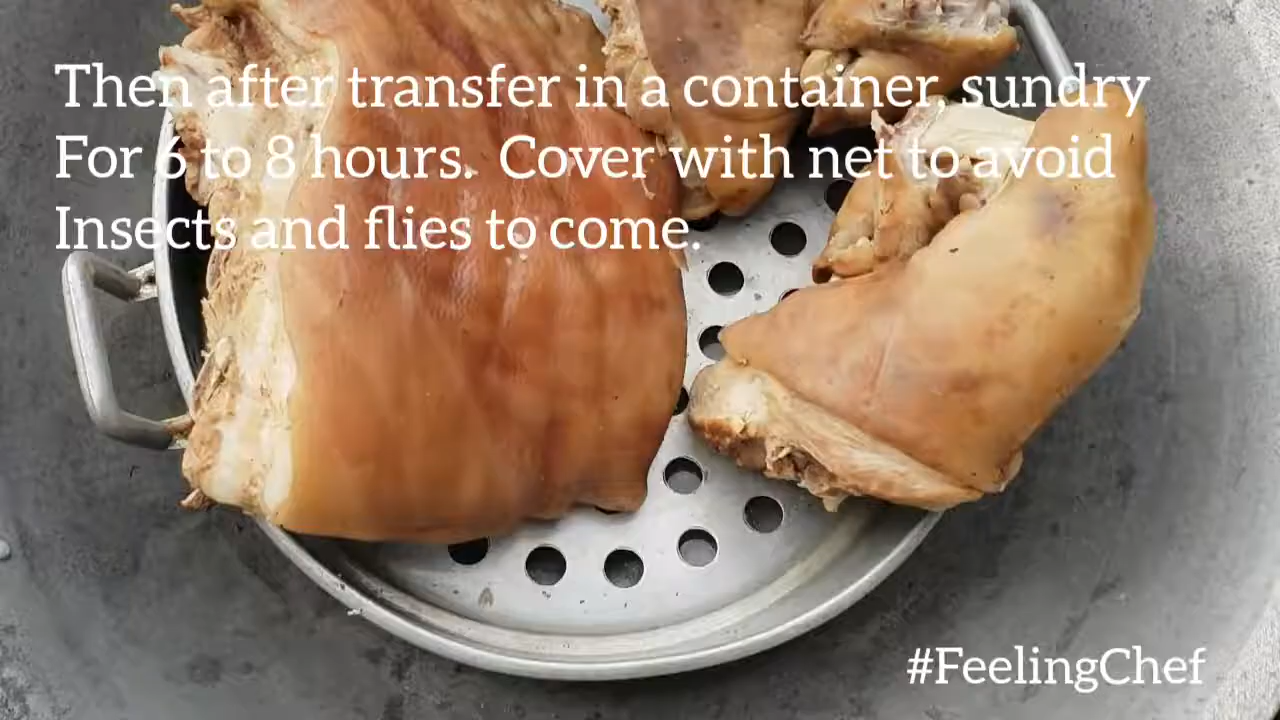 Then after transfer in a container, sundry
For 6 to 8 hours. Cover with net to avoid
Insects and flies to come.
#FeelingChef